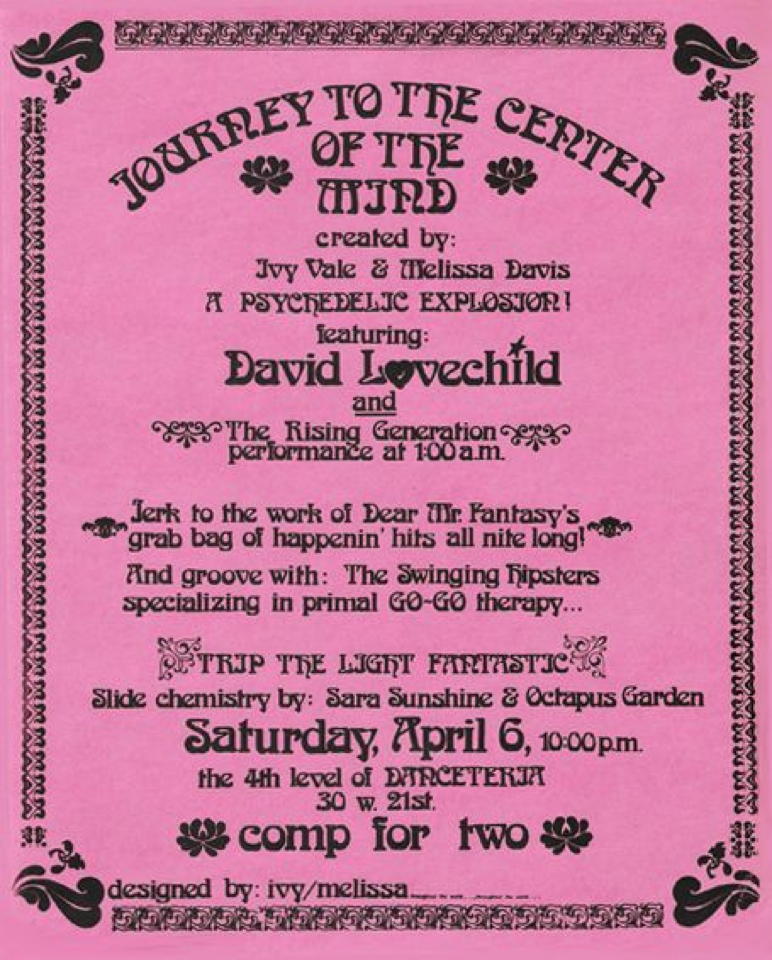 JOURNEY TO THE CENTER
OF THE
MIND
created by:
Ivy Vale & Melissa Davis
A PSYCHEDELIC EXPLOSION!
featuring:
David Lovechild
and
The Rising Generation
performance at 1:00 a.m.
Jerk to the work of Dear Mr. Fantasy's
grab bag of happenin' hits all nite long!
And groove with: The Swinging Hipsters
specializing in primal GO-GO therapy...
TRIP THE LIGHT FANTASTIC
Slide chemistry by: Sara Sunshine & Octapus Garden
Saturday, April 6, 10:00 p.m.
the 4th level of DANCETERIA
30 w. 21st.
comp for two
designed by: ivy/melissa